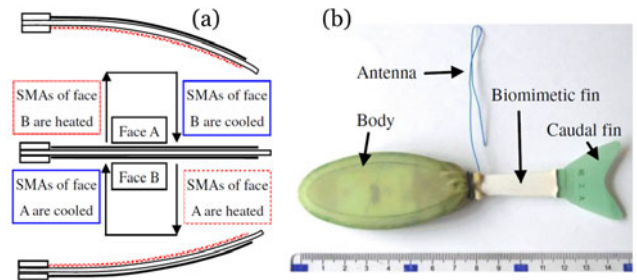 (a)
SMAs of face
B are heated
SMAs of face
B are cooled
Face A
Face B
SMAs of face
A are cooled
SMAs of face
A are heated
(b)
Antenna
Biomimetic fin
Body
Caudal fin
1 2 3 4 5 6 7 8 9 10 11 12 13 14